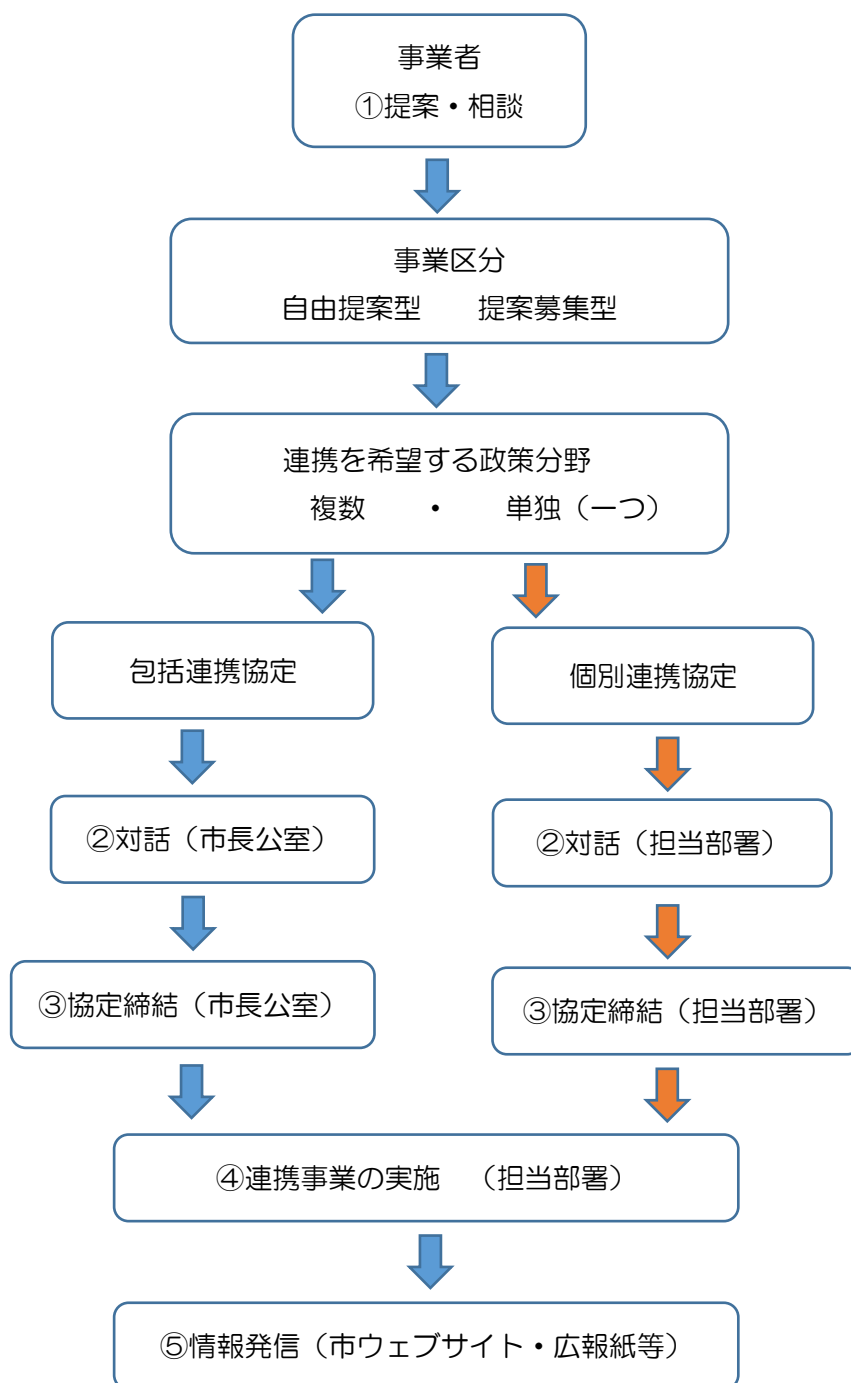 事業者
①提案・相談
事業区分
自由提案型　　提案募集型
連携を希望する政策分野
複数　　・　　単独（一つ）
包括連携協定
個別連携協定
②対話（市長公室）
②対話（担当部署）
③協定締結（市長公室）
③協定締結（担当部署）
④連携事業の実施　（担当部署）
⑤情報発信（市ウェブサイト・広報紙等）